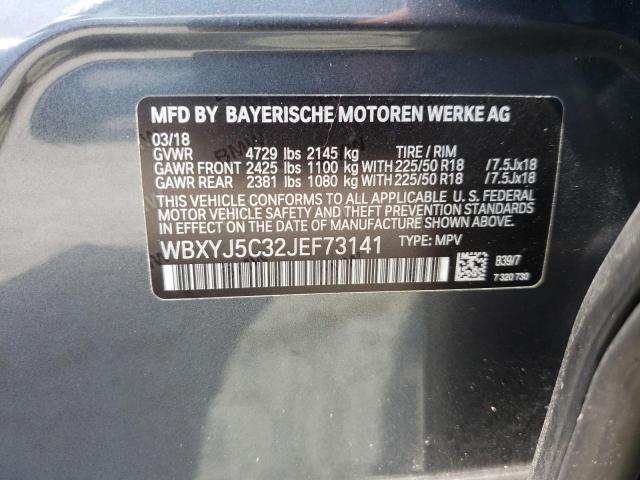 MFD BY BAYERISCHE MOTOREN WERKE AG
03/18
GVWR 4729 lbs 2145 kg TIRE / RIM
GAWR FRONT 2425 lbs 1100 kg WITH 225/50 R18 /7.5Jx18
GAWR REAR 2381 lbs 1080 kg WITH 225/50 R18 /7.5Jx18
THIS VEHICLE CONFORMS TO ALL APPLICABLE U. S. FEDERAL
MOTOR VEHICLE SAFETY AND THEFT PREVENTION STANDARDS
IN EFFECT ON THE DATE OF MANUFACTURE SHOWN ABOVE.
WBXYJ5C32JEF73141 TYPE: MPV
B39/7
7 320 730